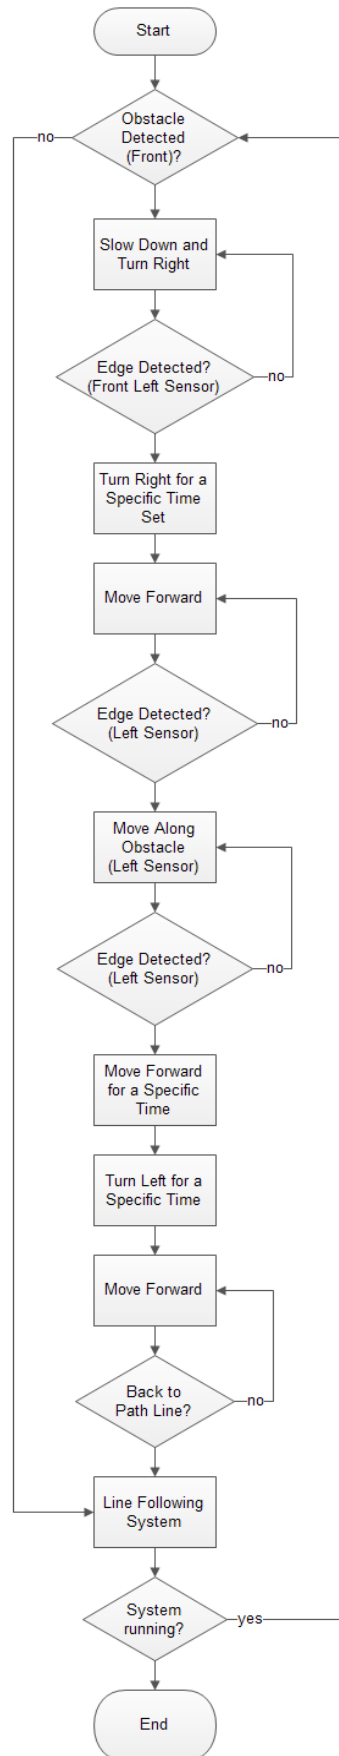 Start
Obstacle
Detected
(Front)?
no
Slow Down and
Turn Right
Edge Detected?
(Front Left Sensor)
no
Turn Right for a
Specific Time
Set
Move Forward
Edge Detected?
(Left Sensor)
no
Move Along
Obstacle
(Left Sensor)
Edge Detected?
(Left Sensor)
no
Move Forward
for a Specific
Time
Turn Left for a
Specific Time
Move Forward
Back to
Path Line?
no
Line Following
System
System
running?
yes
End